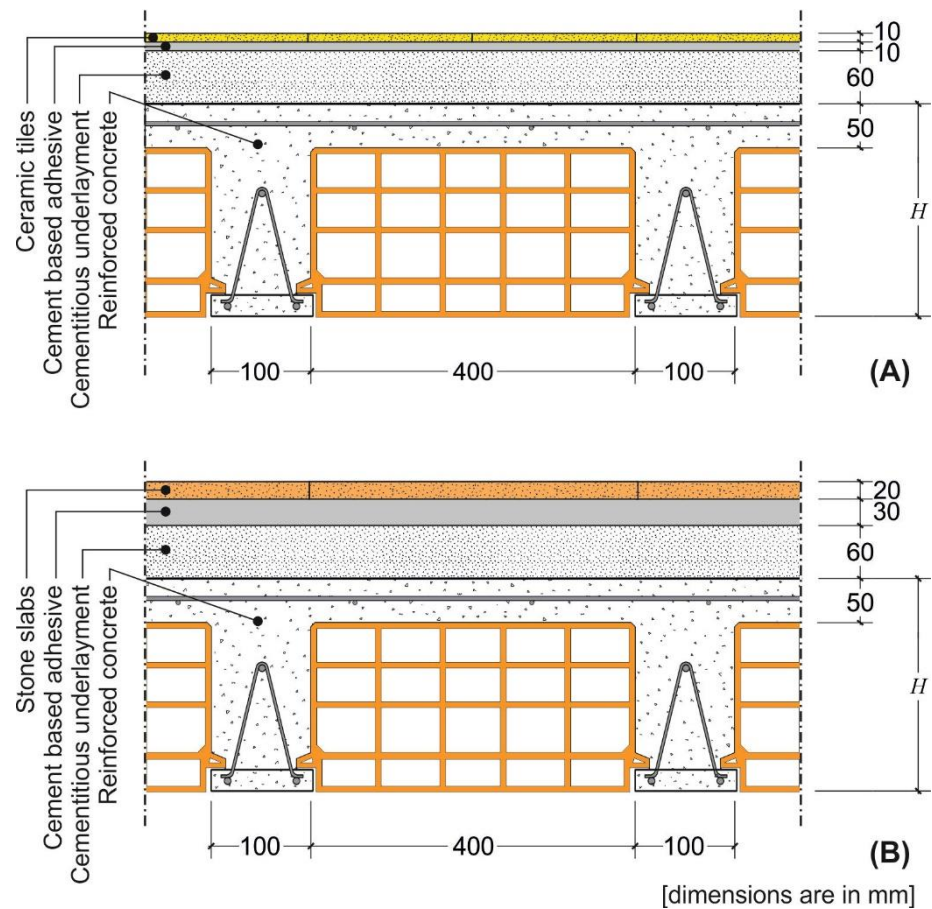 Ceramic tiles
Cement based adhesive
Cementitious underlayment
Reinforced concrete
10
10
60
50
H
100
400
100
(A)
Stone slabs
Cement based adhesive
Cementitious underlayment
Reinforced concrete
20
30
60
50
H
100
400
100
(B)
[dimensions are in mm]